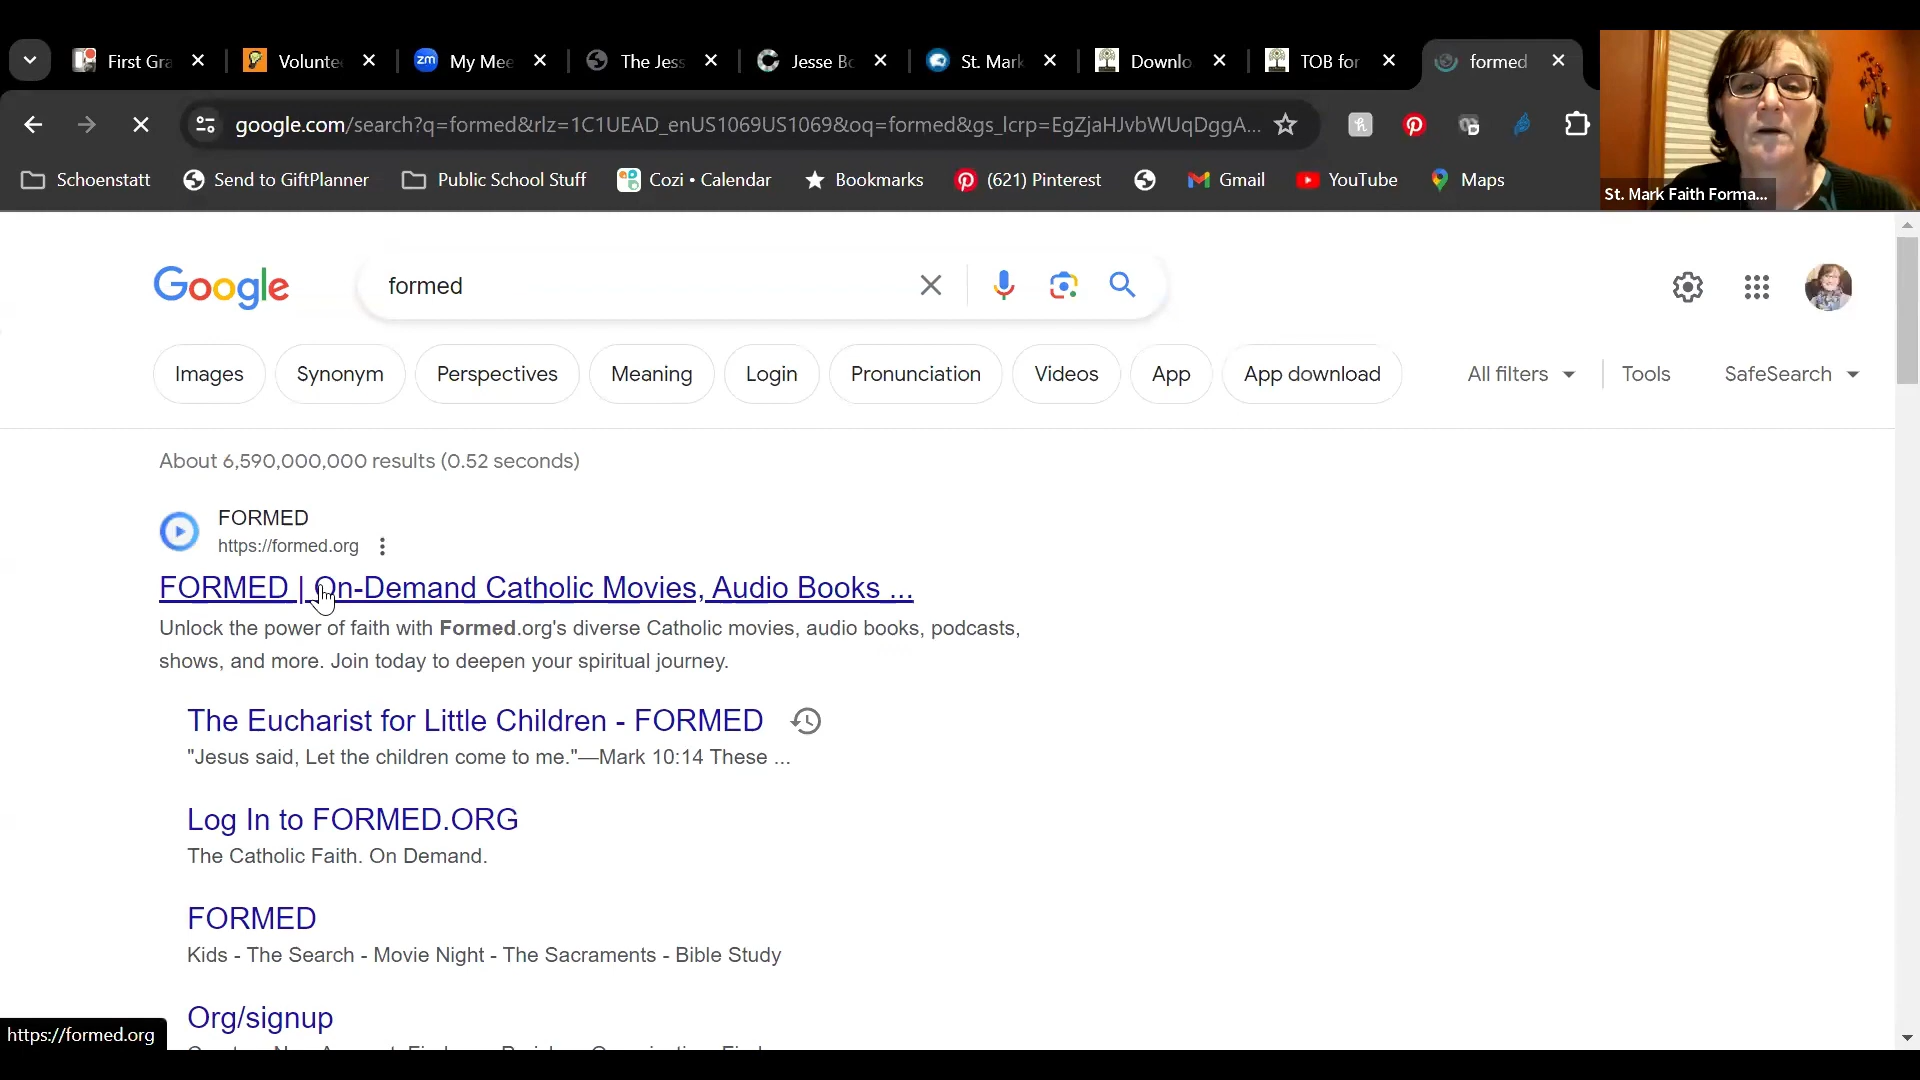 First Gra
Volunte
zm
My Mee
The Jess
Jesse Bo
St. Mark
Downlo
TOB for
formed
google.com/search?q=formed&rlz=1C1UEAD_enUS1069US1069&oq=formed&gs_lcrp=EgZjaHJvbWUqDggA...
Schoenstatt
Send to GiftPlanner
Public School Stuff
Cozi • Calendar
Bookmarks
(621) Pinterest
Gmail
YouTube
Maps
St. Mark Faith Forma...
Google
formed
Images
Synonym
Perspectives
Meaning
Login
Pronunciation
Videos
App
App download
All filters
Tools
SafeSearch
About 6,590,000,000 results (0.52 seconds)
FORMED
https://formed.org
FORMED | On-Demand Catholic Movies, Audio Books ...
Unlock the power of faith with Formed.org's diverse Catholic movies, audio books, podcasts,
shows, and more. Join today to deepen your spiritual journey.
The Eucharist for Little Children - FORMED
"Jesus said, Let the children come to me."—Mark 10:14 These ...
Log In to FORMED.ORG
The Catholic Faith. On Demand.
FORMED
Kids - The Search - Movie Night - The Sacraments - Bible Study
Org/signup
https://formed.org